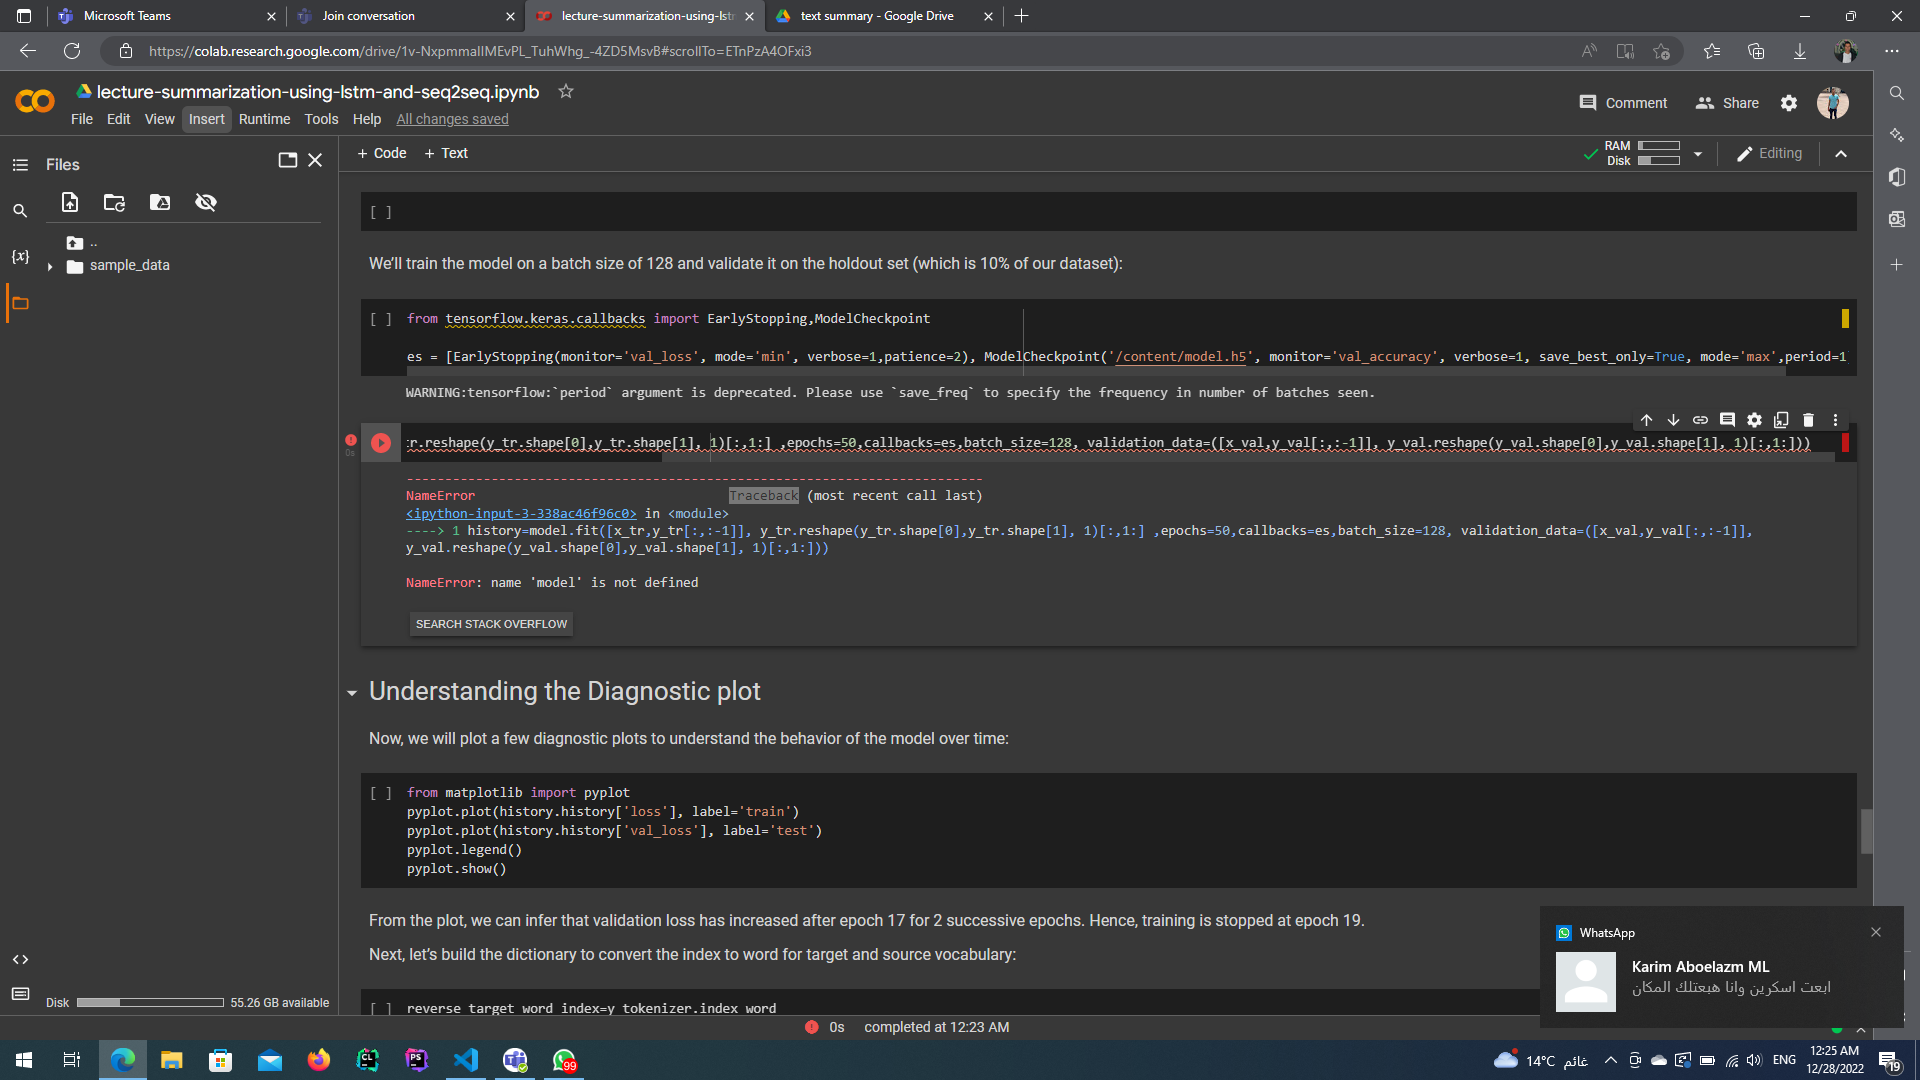 Microsoft Teams
Join conversation
lecture-summarization-using-lstm
text summary - Google Drive
https://colab.research.google.com/drive/1v-NxpmmalIMEvPL_TuhWhg_-4ZD5MsvB#scrollTo=ETnPzA4OFxi3
lecture-summarization-using-lstm-and-seq2seq.ipynb
Comment
Share
File Edit View Insert Runtime Tools Help All changes saved
Files
+ Code + Text
RAM
Disk
Editing
..
sample_data
{x}
[ ]
We'll train the model on a batch size of 128 and validate it on the holdout set (which is 10% of our dataset):
[ ] from tensorflow.keras.callbacks import EarlyStopping,ModelCheckpoint
es = [EarlyStopping(monitor='val_loss', mode='min', verbose=1,patience=2), ModelCheckpoint('/content/model.h5', monitor='val_accuracy', verbose=1, save_best_only=True, mode='max',period=1
WARNING:tensorflow:`period` argument is deprecated. Please use `save_freq` to specify the frequency in number of batches seen.
0s
:r.reshape(y_tr.shape[0],y_tr.shape[1], 1)[:,1:] ,epochs=50,callbacks=es,batch_size=128, validation_data=([x_val,y_val[:,:-1]], y_val.reshape(y_val.shape[0],y_val.shape[1], 1)[:,1:]))
---------------------------------------------------------------------------
NameError Traceback (most recent call last)
<ipython-input-3-338ac46f96c0> in <module>
----> 1 history=model.fit([x_tr,y_tr[:,:-1]], y_tr.reshape(y_tr.shape[0],y_tr.shape[1], 1)[:,1:] ,epochs=50,callbacks=es,batch_size=128, validation_data=([x_val,y_val[:,:-1]],
y_val.reshape(y_val.shape[0],y_val.shape[1], 1)[:,1:]))
NameError: name 'model' is not defined
SEARCH STACK OVERFLOW
Understanding the Diagnostic plot
Now, we will plot a few diagnostic plots to understand the behavior of the model over time:
[ ] from matplotlib import pyplot
pyplot.plot(history.history['loss'], label='train')
pyplot.plot(history.history['val_loss'], label='test')
pyplot.legend()
pyplot.show()
From the plot, we can infer that validation loss has increased after epoch 17 for 2 successive epochs. Hence, training is stopped at epoch 19.
Next, let's build the dictionary to convert the index to word for target and source vocabulary:
[ ] reverse_target_word_index=y_tokenizer.index_word
Disk 55.26 GB available
0s completed at 12:23 AM
WhatsApp
Karim Aboelazm ML
ابعت اسكرين وانا هبعتلك المكان
CL
PS
99
14°C غائم
ENG
12:25 AM
12/28/2022
19